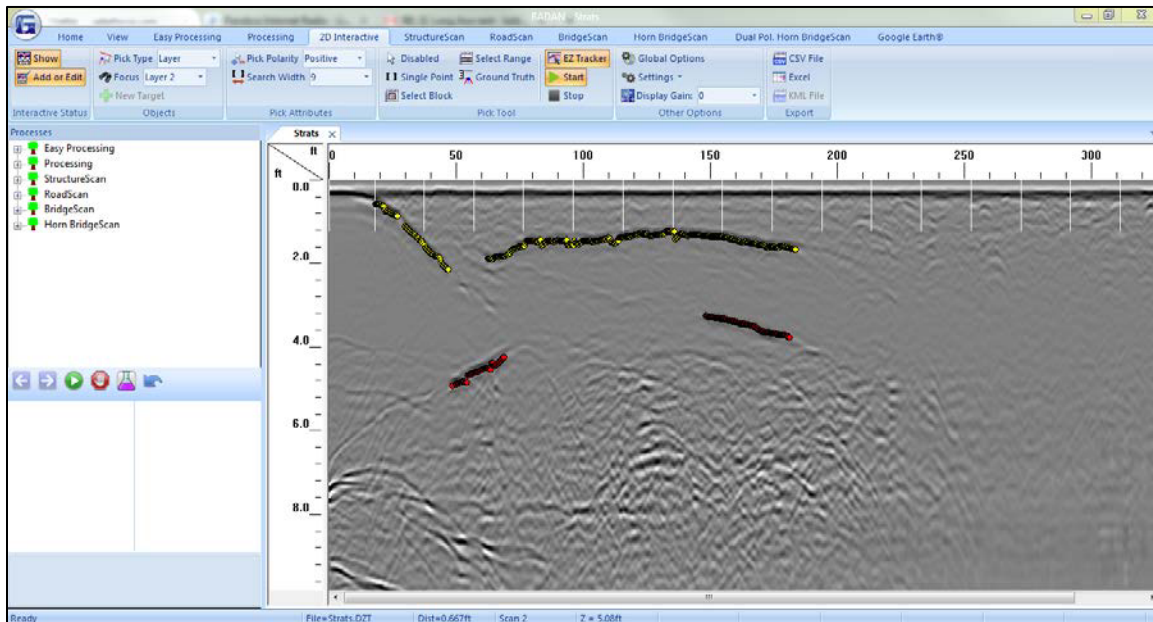 RADAN - Strats
Home View Easy Processing Processing 2D Interactive StructureScan RoadScan BridgeScan Horn BridgeScan Dual Pol. Horn BridgeScan Google Earth®
Show Pick Type Layer Pick Polarity Positive Disabled Select Range EZ Tracker Global Options CSV File
Add or Edit Focus Layer 2 Search Width 9 Single Point Ground Truth Start Settings Excel
New Target Select Block Stop Display Gain: 0 KML File
Interactive Status Objects Pick Attributes Pick Tool Other Options Export
Processes
Easy Processing
Processing
StructureScan
RoadScan
BridgeScan
Horn BridgeScan
Strats
ft 0 50 100 150 200 250 300
ft
0.0
2.0
4.0
6.0
8.0
Ready File=Strats.DZT Dist=0.667ft Scan 2 Z = 5.08ft